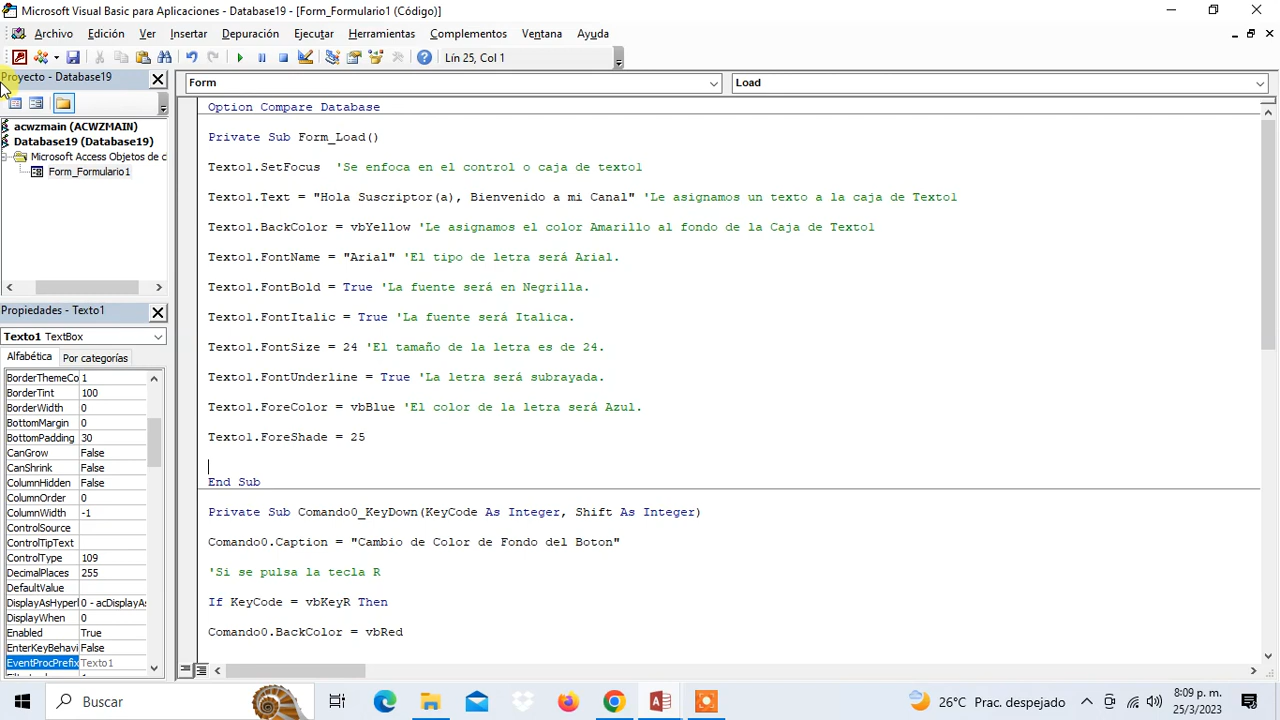 Microsoft Visual Basic para Aplicaciones - Database19 - [Form_Formulario1 (Código)]
Archivo Edición Ver Insertar Depuración Ejecutar Herramientas Complementos Ventana Ayuda
Lín 25, Col 1
Proyecto - Database19
acwzmain (ACWZMAIN)
Database19 (Database19)
Microsoft Access Objetos de c
Form_Formulario1
Propiedades - Texto1
Texto1 TextBox
Alfabética Por categorías
BorderThemeCo 1
BorderTint 100
BorderWidth 0
BottomMargin 0
BottomPadding 30
CanGrow False
CanShrink False
ColumnHidden False
ColumnOrder 0
ColumnWidth -1
ControlSource
ControlTipText
ControlType 109
DecimalPlaces 255
DefaultValue
DisplayAsHyperl 0 - acDisplayAs
DisplayWhen 0
Enabled True
EnterKeyBehavi False
EventProcPrefix Texto1
Form Load
Option Compare Database
Private Sub Form_Load()
Texto1.SetFocus 'Se enfoca en el control o caja de texto1
Texto1.Text = "Hola Suscriptor(a), Bienvenido a mi Canal" 'Le asignamos un texto a la caja de Texto1
Texto1.BackColor = vbYellow 'Le asignamos el color Amarillo al fondo de la Caja de Texto1
Texto1.FontName = "Arial" 'El tipo de letra será Arial.
Texto1.FontBold = True 'La fuente será en Negrilla.
Texto1.FontItalic = True 'La fuente será Italica.
Texto1.FontSize = 24 'El tamaño de la letra es de 24.
Texto1.FontUnderline = True 'La letra será subrayada.
Texto1.ForeColor = vbBlue 'El color de la letra será Azul.
Texto1.ForeShade = 25
End Sub
Private Sub Comando0_KeyDown(KeyCode As Integer, Shift As Integer)
Comando0.Caption = "Cambio de Color de Fondo del Boton"
'Si se pulsa la tecla R
If KeyCode = vbKeyR Then
Comando0.BackColor = vbRed
Buscar
26°C Prac. despejado
8:09 p. m.
25/3/2023